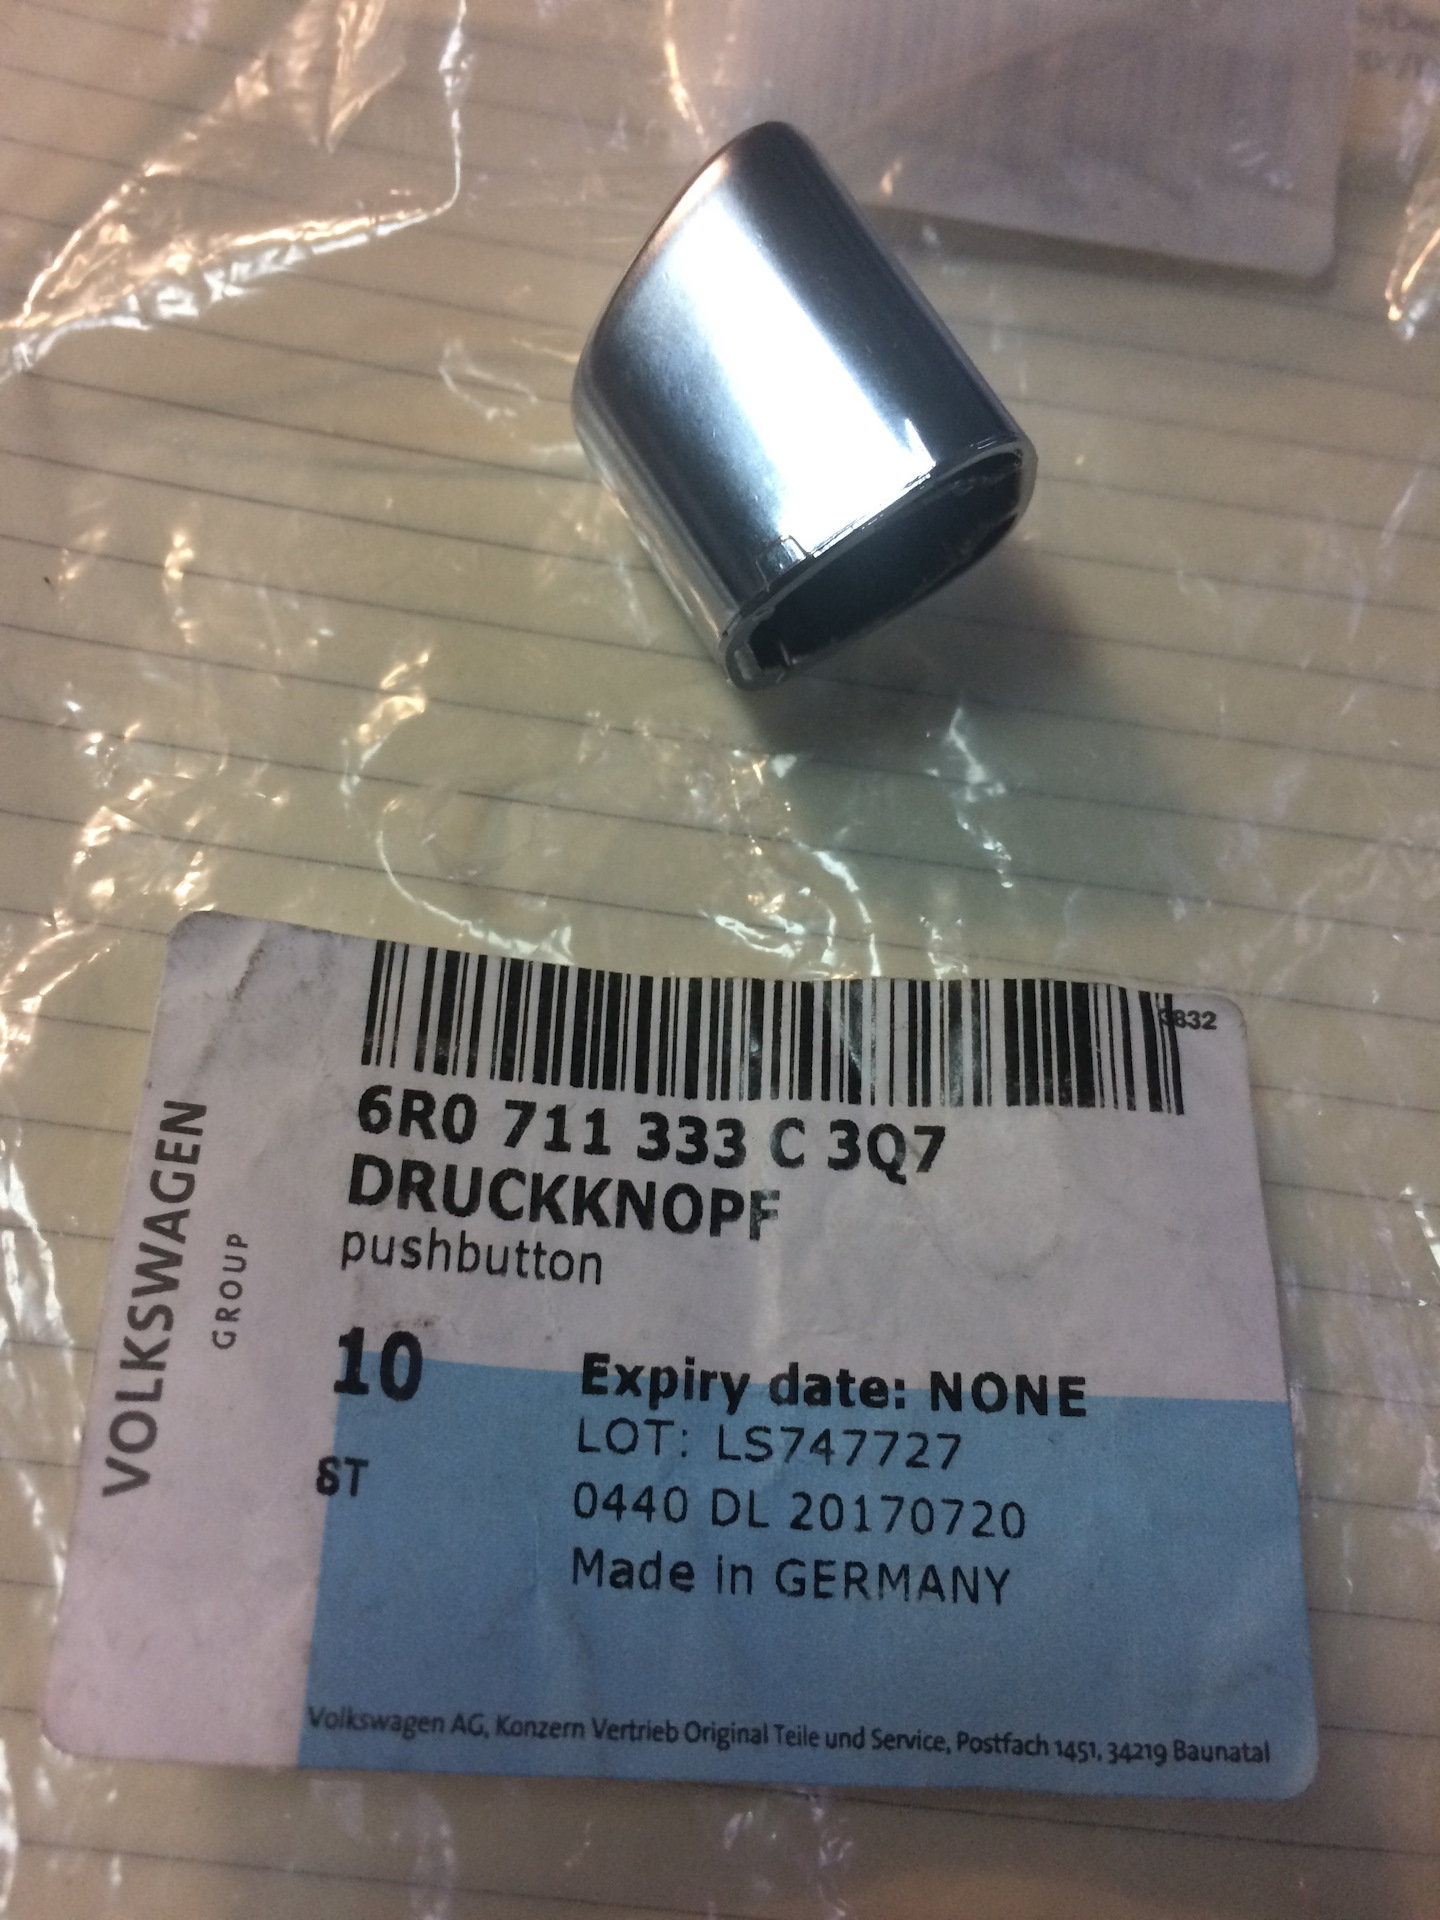 3832
6R0 711 333 C 3Q7
DRUCKKNOPF
pushbutton
VOLKSWAGEN
GROUP
10
ST
Expiry date: NONE
LOT: LS747727
0440 DL 20170720
Made in GERMANY
Volkswagen AG, Konzern Vertrieb Original Teile und Service, Postfach 1451, 34219 Baunatal